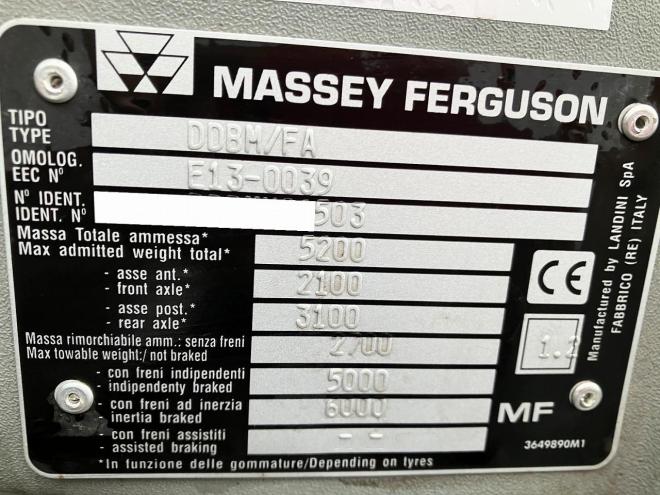 MASSEY FERGUSON
TIPO
TYPE DDBM/FA
OMOLOG.
EEC Nº E13-0039
Nº IDENT.
IDENT. Nº 503
Massa Totale ammessa*
Max admitted weight total* 5200
- asse ant.*
- front axle* 2100
- asse post.*
- rear axle* 3100
Massa rimorchiabile amm.: senza freni
Max towable weight:/ not braked 2700
- con freni indipendenti
- indipendenty braked 5000
- con freni ad inerzia
- inertia braked 6000
- con freni assistiti
- assisted braking - -
*In funzione delle gommature/Depending on tyres
CE
MF
3649890M1
Manufactured by LANDINI SpA
FABBRICO (RE) ITALY